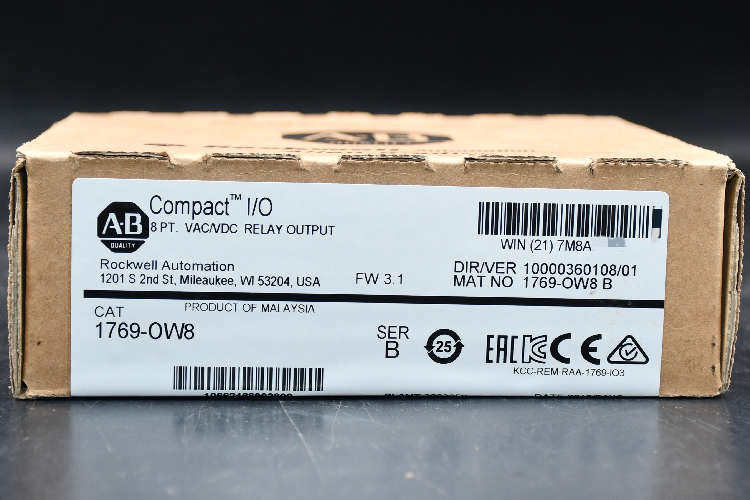 A-B
A-B
QUALITY
Compact™ I/O
8 PT. VAC/VDC RELAY OUTPUT
WIN (21) 7M8A
Rockwell Automation
1201 S 2nd St, Mileaukee, WI 53204, USA
FW 3.1
DIR/VER 10000360108/01
MAT NO 1769-OW8 B
PRODUCT OF MALAYSIA
CAT
1769-OW8
SER
B
25
EAC
CE
KCC-REM RAA-1769-IO3